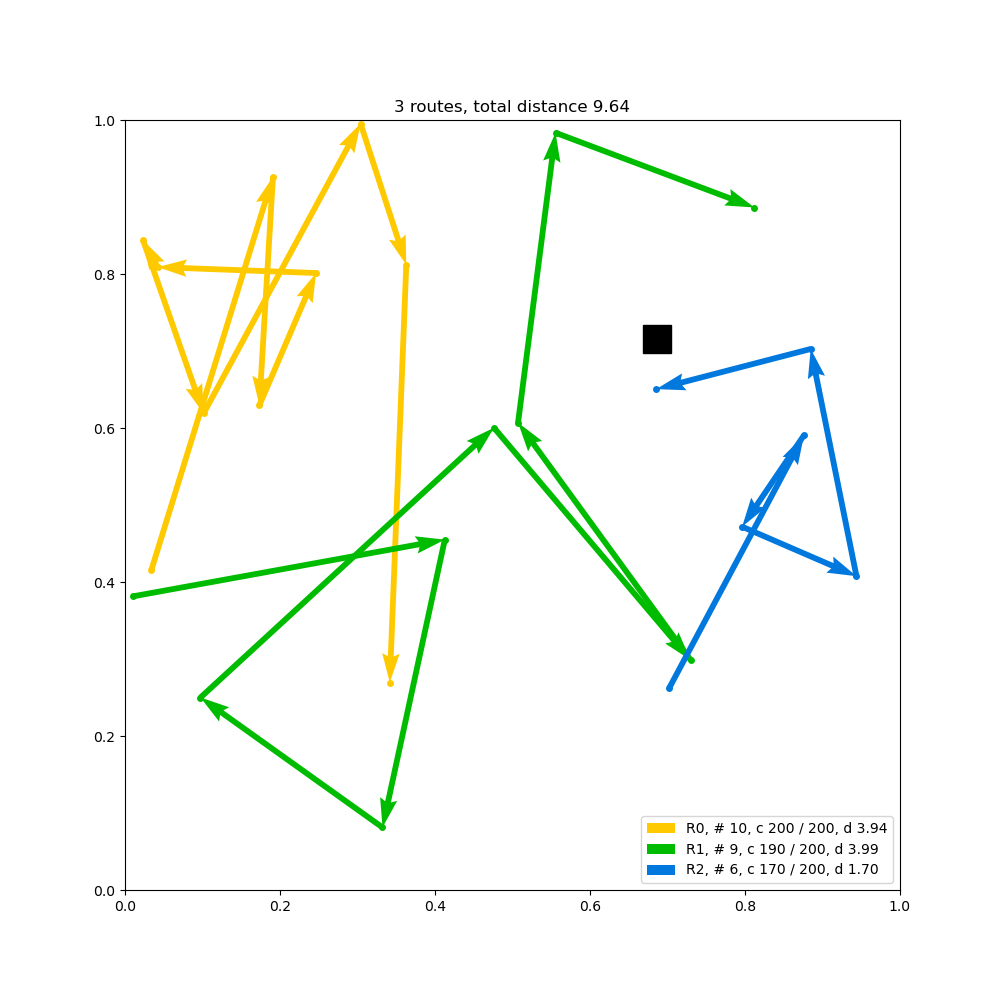 3 routes, total distance 9.64
1.0
0.8
0.6
0.4
0.2
0.0
0.0 0.2 0.4 0.6 0.8 1.0
R0, # 10, c 200 / 200, d 3.94
R1, # 9, c 190 / 200, d 3.99
R2, # 6, c 170 / 200, d 1.70